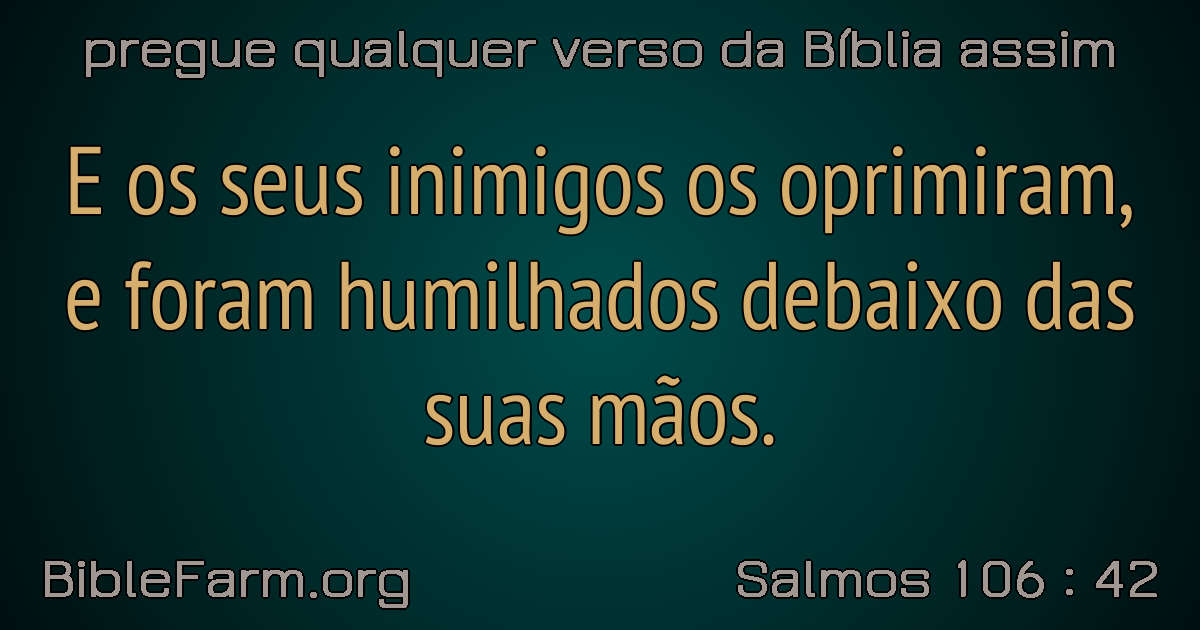 pregue qualquer verso da Bíblia assim
E os seus inimigos os oprimiram,
e foram humilhados debaixo das
suas mãos.
BibleFarm.org
Salmos 106 : 42